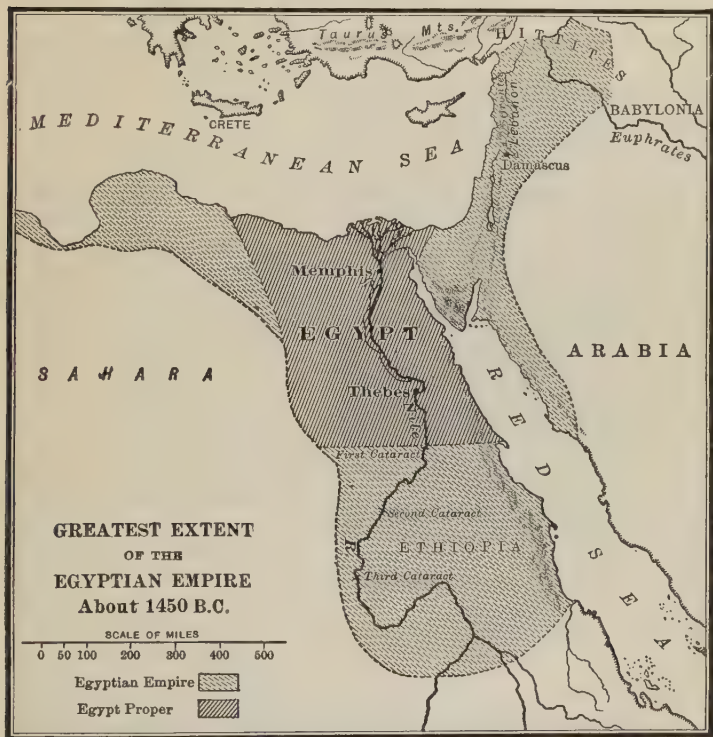 Taurus Mts.
HITTITES
CRETE
MEDITERRANEAN SEA
Lebanon
BABYLONIA
Euphrates
Damascus
Memphis
EGYPT
SAHARA
ARABIA
Thebes
Nile
R
RED SEA
First Cataract
Second Cataract
ETHIOPIA
Third Cataract
GREATEST EXTENT
OF THE
EGYPTIAN EMPIRE
About 1450 B.C.
SCALE OF MILES
0 50 100 200 300 400 500
Egyptian Empire
Egypt Proper